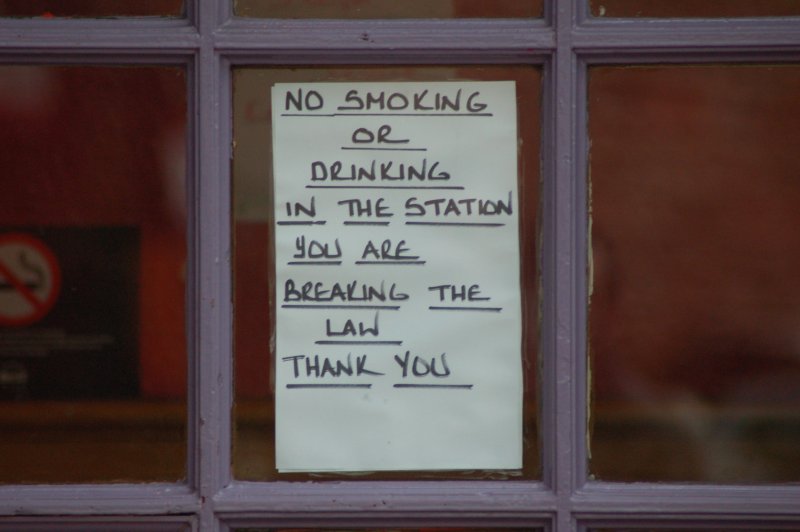 NO SMOKING
OR
DRINKING
IN THE STATION
YOU ARE
BREAKING THE
LAW
THANK YOU